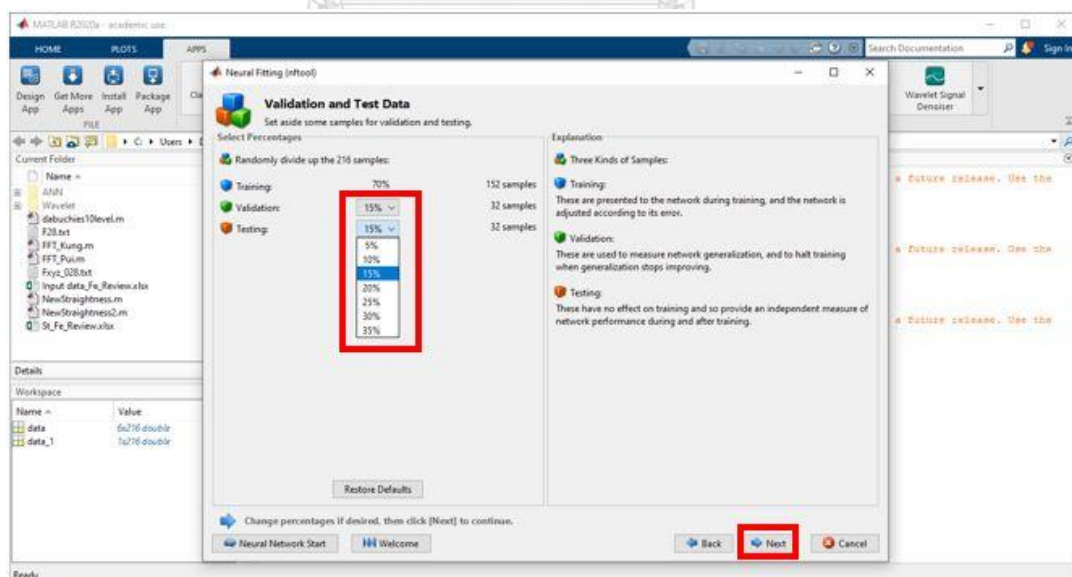 MATLAB R2020a - academic use
HOME PLOTS APPS
Search Documentation Sign In
Design App
Get More Apps
Install App
Package App
FILE
Wavelet Signal Denoiser
C: Users
Current Folder
Name
ANN
Wavelet
dabuchies10level.m
F28.txt
FFT_Kung.m
FFT_Pui.m
Fxyz_028.txt
Input data_Fe_Review.xlsx
NewStraightness.m
NewStraightness2.m
St_Fe_Review.xlsx
Details
Workspace
Name Value
data 6x216 double
data_1 1x216 double
Ready
Neural Fitting (nftool)
Validation and Test Data
Set aside some samples for validation and testing.
Select Percentages
Randomly divide up the 216 samples:
Training: 70% 152 samples
Validation: 15% 32 samples
Testing: 15% 32 samples
5%
10%
15%
20%
25%
30%
35%
Restore Defaults
Explanation
Three Kinds of Samples:
Training:
These are presented to the network during training, and the network is
adjusted according to its error.
Validation:
These are used to measure network generalization, and to halt training
when generalization stops improving.
Testing:
These have no effect on training and so provide an independent measure of
network performance during and after training.
Change percentages if desired, then click [Next] to continue.
Neural Network Start Welcome Back Next Cancel
a future release. Use the
a future release. Use the
a future release. Use the